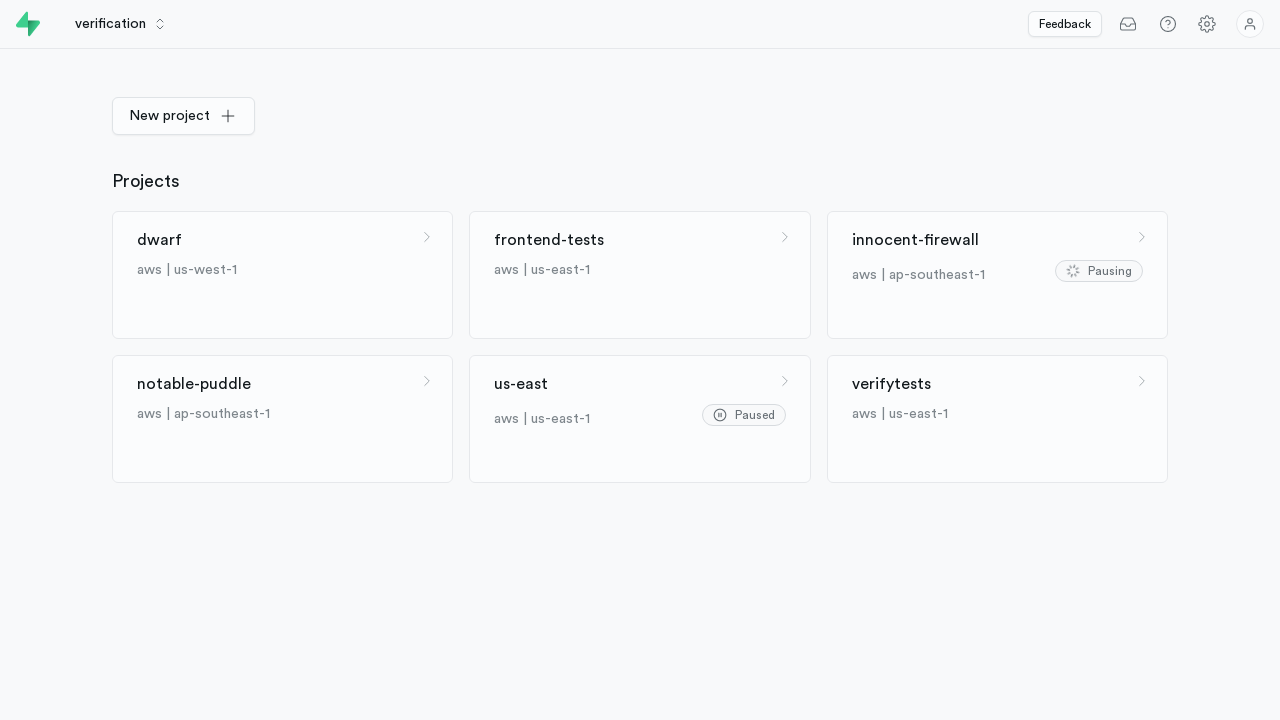 verification
Feedback
New project
Projects
dwarf
aws | us-west-1
frontend-tests
aws | us-east-1
innocent-firewall
aws | ap-southeast-1
Pausing
notable-puddle
aws | ap-southeast-1
us-east
aws | us-east-1
Paused
verifytests
aws | us-east-1